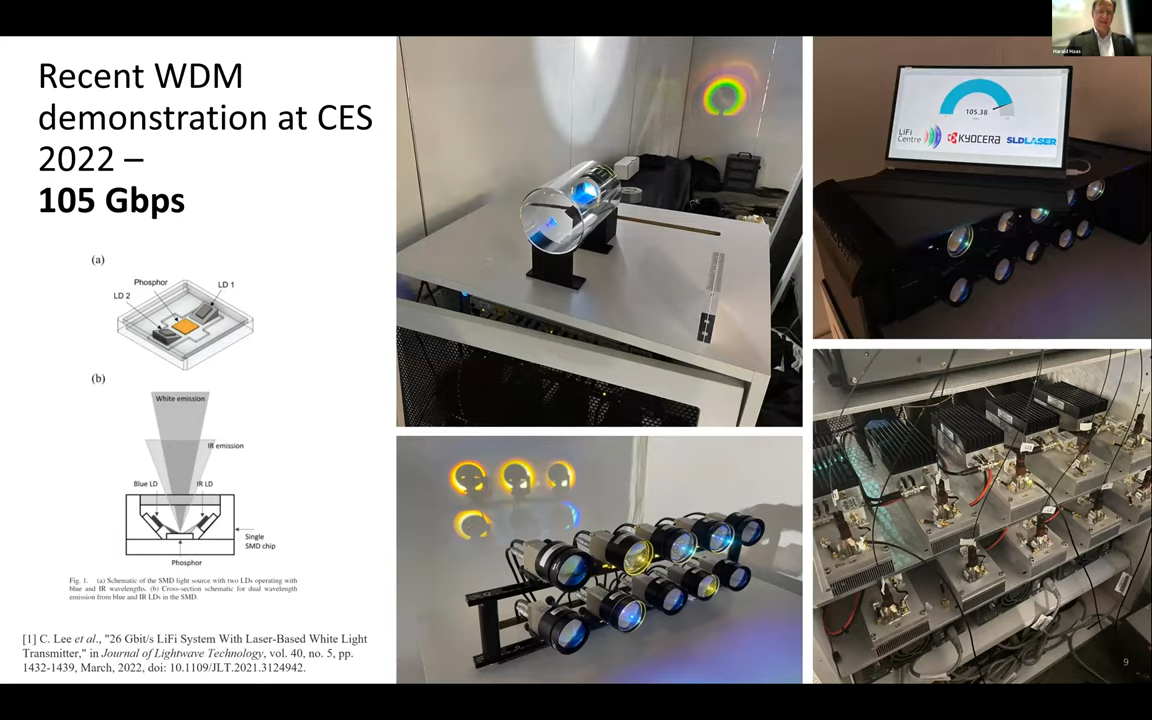 Recent WDM
demonstration at CES
2022 –
105 Gbps
(a)
Phosphor
LD 1
LD 2
(b)
White emission
IR emission
Blue LD
IR LD
Single
SMD chip
Phosphor
Fig. 1. (a) Schematic of the SMD light source with two LDs operating with
blue and IR wavelengths. (b) Cross-section schematic for dual wavelength
emission from blue and IR LDs in the SMD.
[1] C. Lee et al., "26 Gbit/s LiFi System With Laser-Based White Light
Transmitter," in Journal of Lightwave Technology, vol. 40, no. 5, pp.
1432-1439, March, 2022, doi: 10.1109/JLT.2021.3124942.
105.38
LiFi
Centre
KYOCERA
SLDLASER
Harald Haas
9